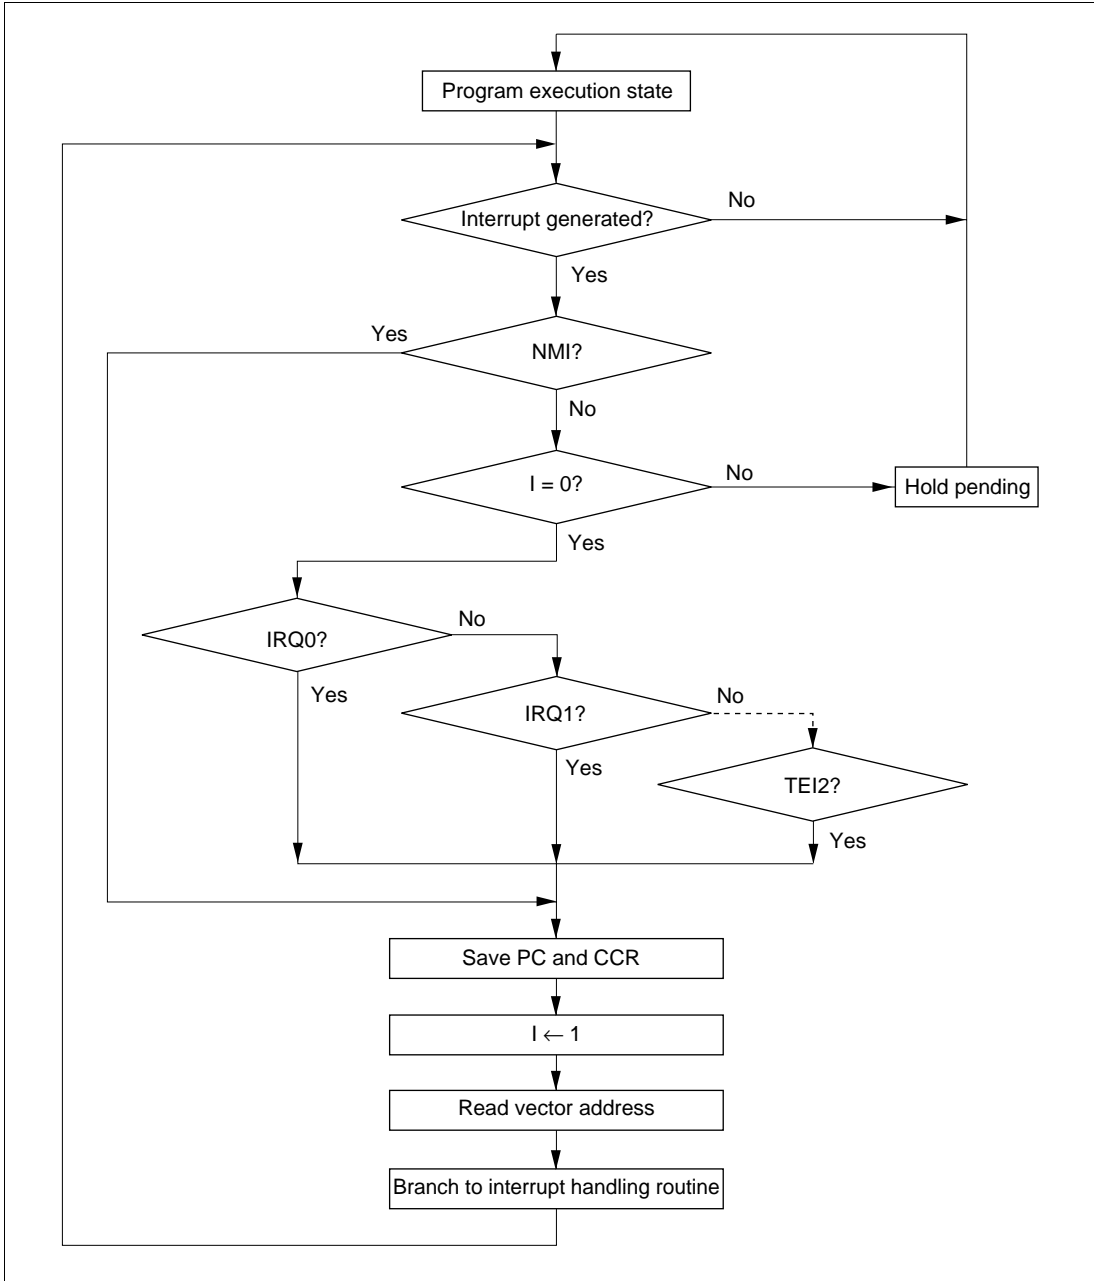 Program execution state
Interrupt generated?
No
Yes
Yes
NMI?
No
I = 0?
No
Hold pending
Yes
IRQ0?
No
Yes
IRQ1?
No
Yes
TEI2?
Yes
Save PC and CCR
I ← 1
Read vector address
Branch to interrupt handling routine